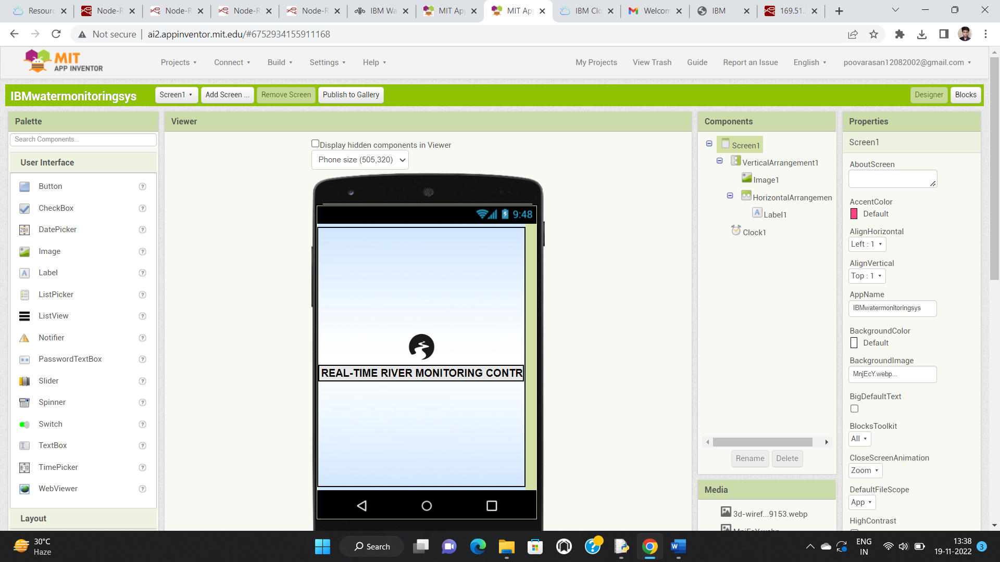 Resourc
Node-R
Node-R
Node-R
Node-R
IBM Wa
MIT App
MIT App
IBM Clo
Welcom
IBM
169.51.
Not secure
ai2.appinventor.mit.edu/#6752934155911168
MIT
APP INVENTOR
Projects
Connect
Build
Settings
Help
My Projects
View Trash
Guide
Report an Issue
English
poovarasan12082002@gmail.com
IBMwatermonitoringsys
Screen1
Add Screen ...
Remove Screen
Publish to Gallery
Designer
Blocks
Palette
Search Components...
User Interface
Button
CheckBox
DatePicker
Image
Label
ListPicker
ListView
Notifier
PasswordTextBox
Slider
Spinner
Switch
TextBox
TimePicker
WebViewer
Layout
Viewer
Display hidden components in Viewer
Phone size (505,320)
9:48
REAL-TIME RIVER MONITORING CONTR
Components
Screen1
VerticalArrangement1
Image1
HorizontalArrangemen
Label1
Clock1
Rename
Delete
Media
3d-wiref...9153.webp
MnjEcY.webp
Properties
Screen1
AboutScreen
AccentColor
Default
AlignHorizontal
Left : 1
AlignVertical
Top : 1
AppName
IBMwatermonitoringsys
BackgroundColor
Default
BackgroundImage
MnjEcY.webp...
BigDefaultText
BlocksToolkit
All
CloseScreenAnimation
Zoom
DefaultFileScope
App
HighContrast
30°C
Haze
Search
ENG
IN
13:38
19-11-2022
3